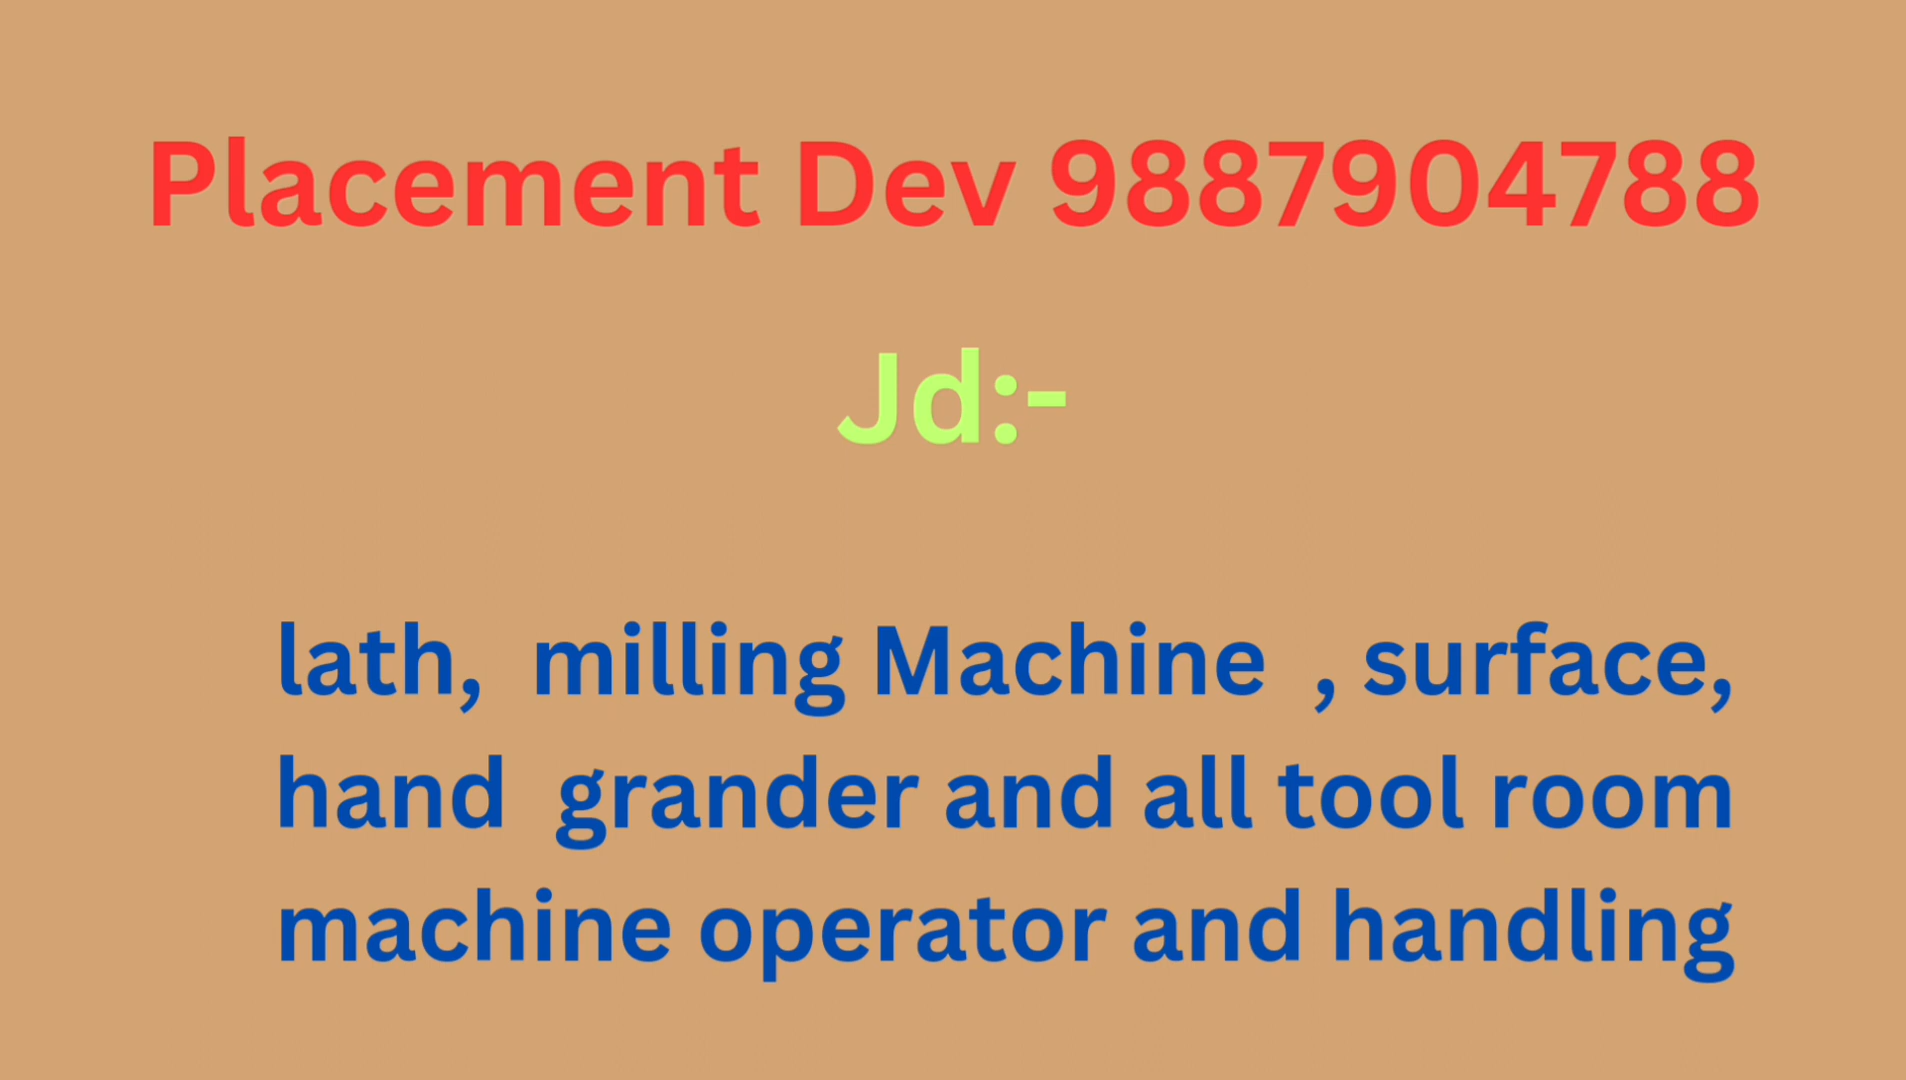 Placement Dev 9887904788
Jd:-
lath, milling Machine , surface,
hand grander and all tool room
machine operator and handling